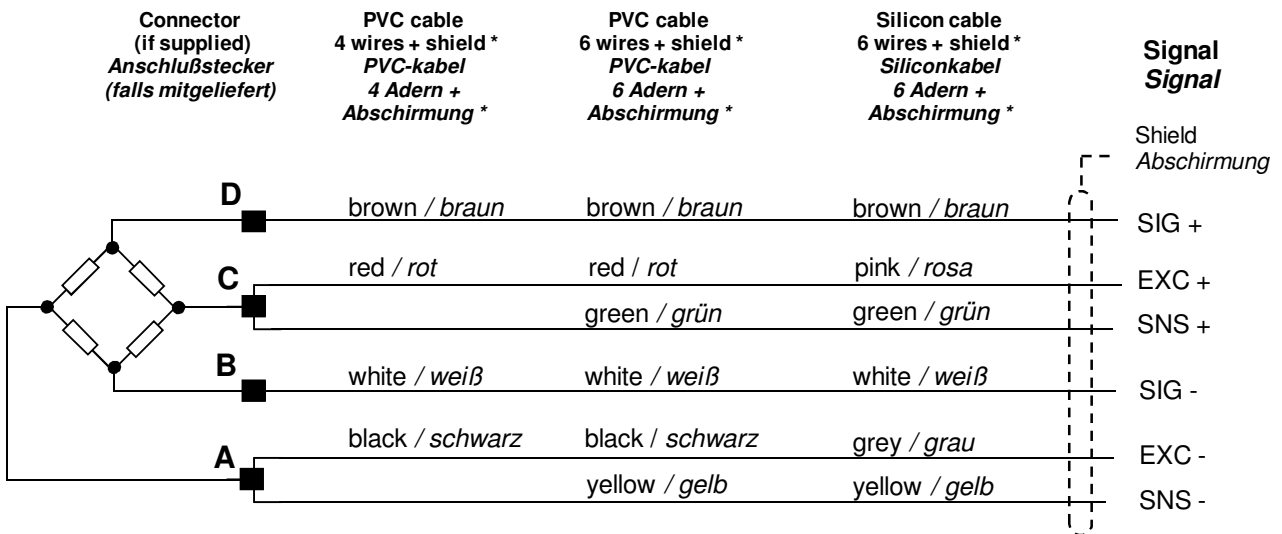 Connector
(if supplied)
Anschlußstecker
(falls mitgeliefert)
PVC cable
4 wires + shield *
PVC-kabel
4 Adern +
Abschirmung *
PVC cable
6 wires + shield *
PVC-kabel
6 Adern +
Abschirmung *
Silicon cable
6 wires + shield *
Siliconkabel
6 Adern +
Abschirmung *
Signal
Signal
Shield
Abschirmung
D
brown / braun
brown / braun
brown / braun
SIG +
C
red / rot
red / rot
pink / rosa
EXC +
green / grün
green / grün
SNS +
B
white / weiß
white / weiß
white / weiß
SIG -
A
black / schwarz
black / schwarz
grey / grau
EXC -
yellow / gelb
yellow / gelb
SNS -